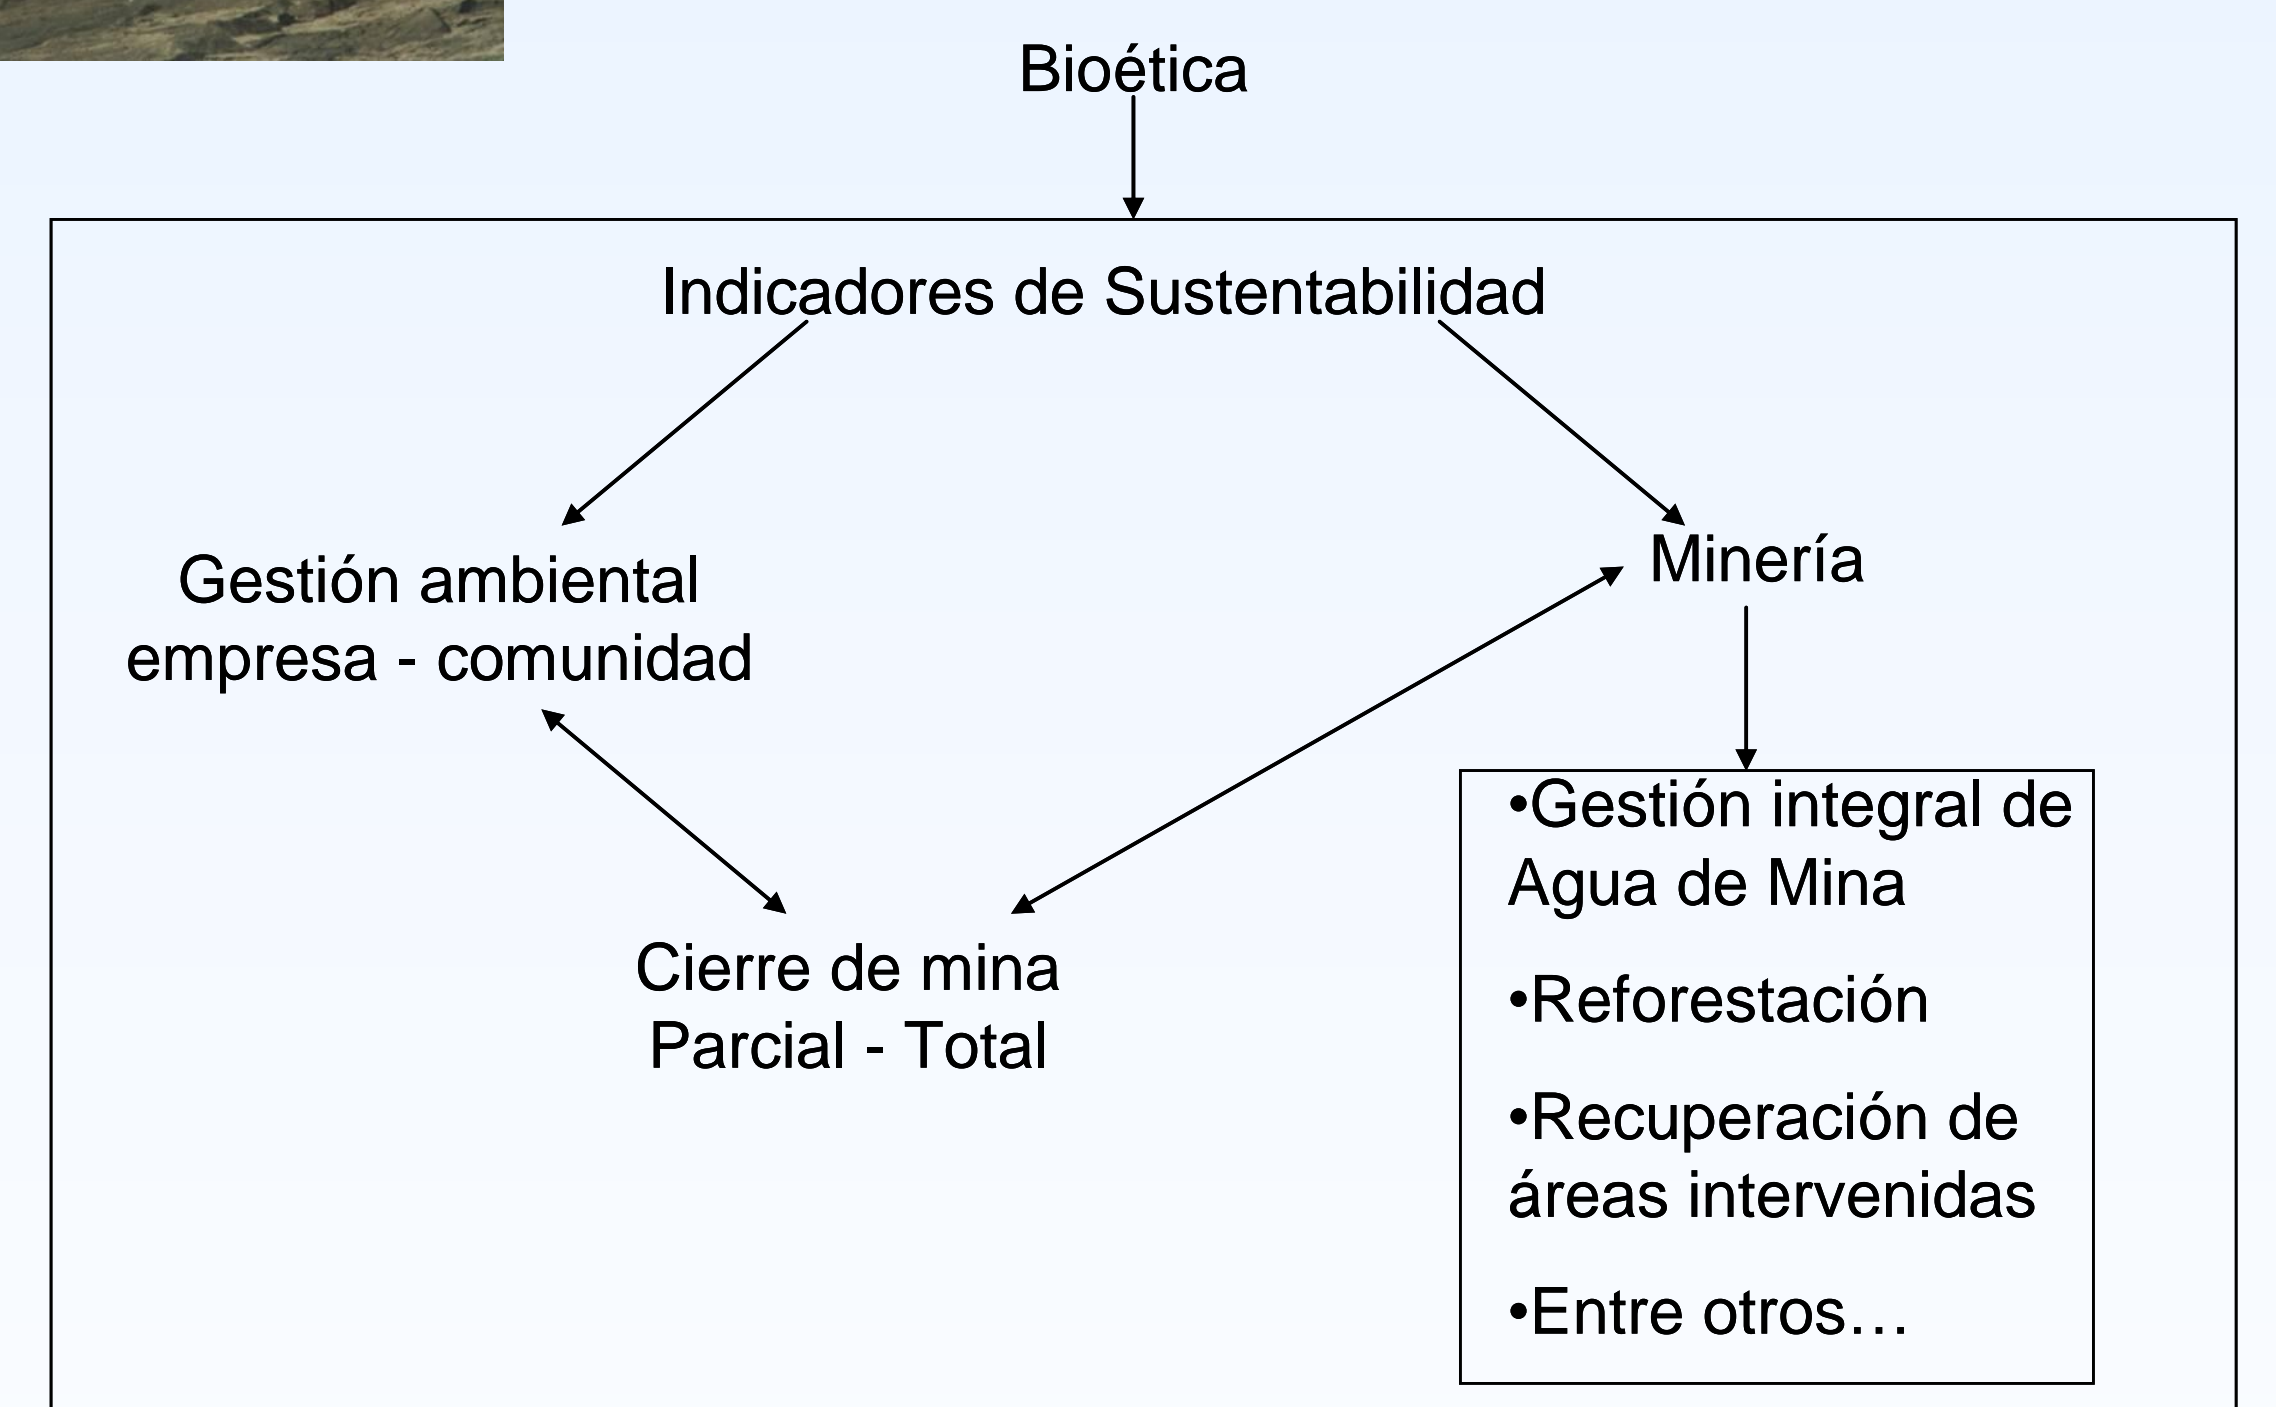 Bioética
Indicadores de Sustentabilidad
Gestión ambiental
empresa - comunidad
Minería
Cierre de mina
Parcial - Total
•Gestión integral de
Agua de Mina
•Reforestación
•Recuperación de
áreas intervenidas
•Entre otros…